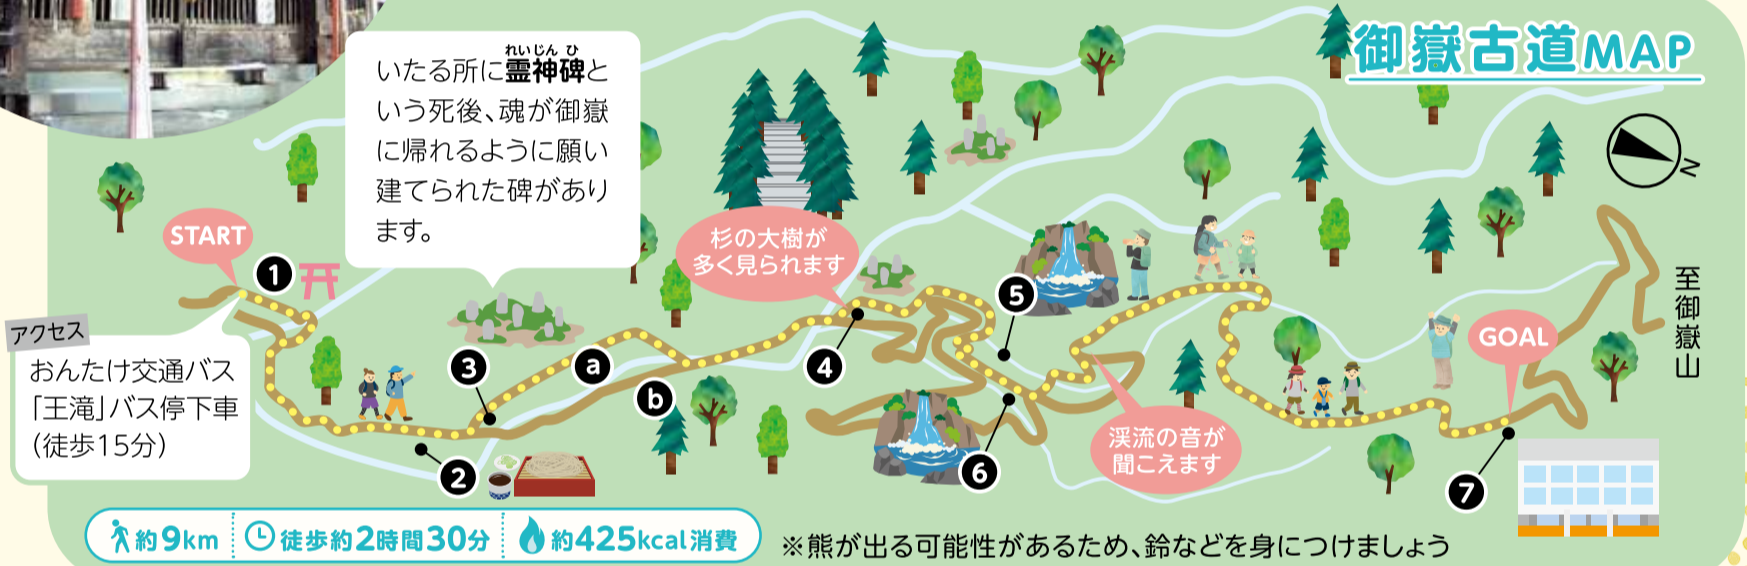 御嶽古道MAP
れいじん ひ
いたる所に霊神碑と
いう死後、魂が御嶽
に帰れるように願い
建てられた碑があり
ます。
START
1
アクセス
おんたけ交通バス
「王滝」バス停下車
（徒歩15分）
杉の大樹が
多く見られます
N
至御嶽山
2
3
a
b
4
5
6
渓流の音が
聞こえます
GOAL
7
約9km
徒歩約2時間30分
約425kcal消費
※熊が出る可能性があるため、鈴などを身につけましょう